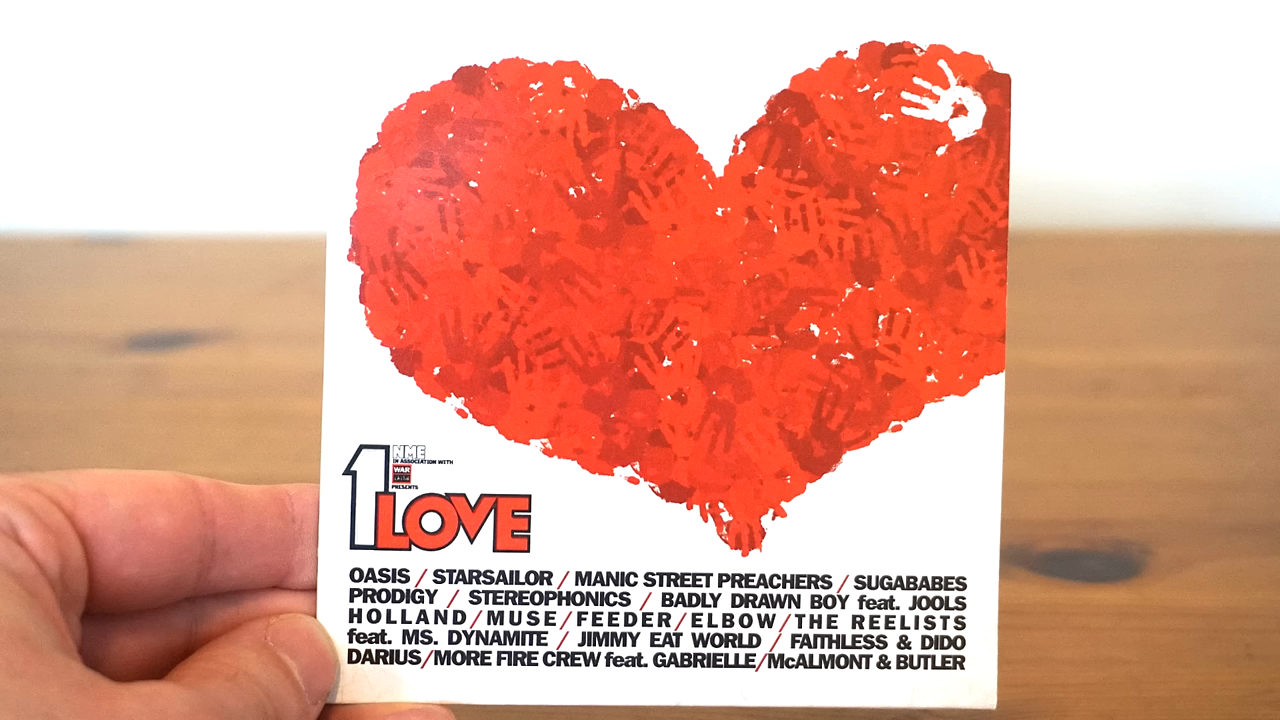 NME
IN ASSOCIATION WITH
WAR
PRESENTS
1 LOVE
OASIS / STARSAILOR / MANIC STREET PREACHERS / SUGABABES
PRODIGY / STEREOPHONICS / BADLY DRAWN BOY feat. JOOLS
HOLLAND/MUSE/FEEDER/ELBOW/THE REELISTS
feat. MS. DYNAMITE / JIMMY EAT WORLD / FAITHLESS & DIDO
DARIUS/MORE FIRE CREW feat. GABRIELLE/McALMONT & BUTLER